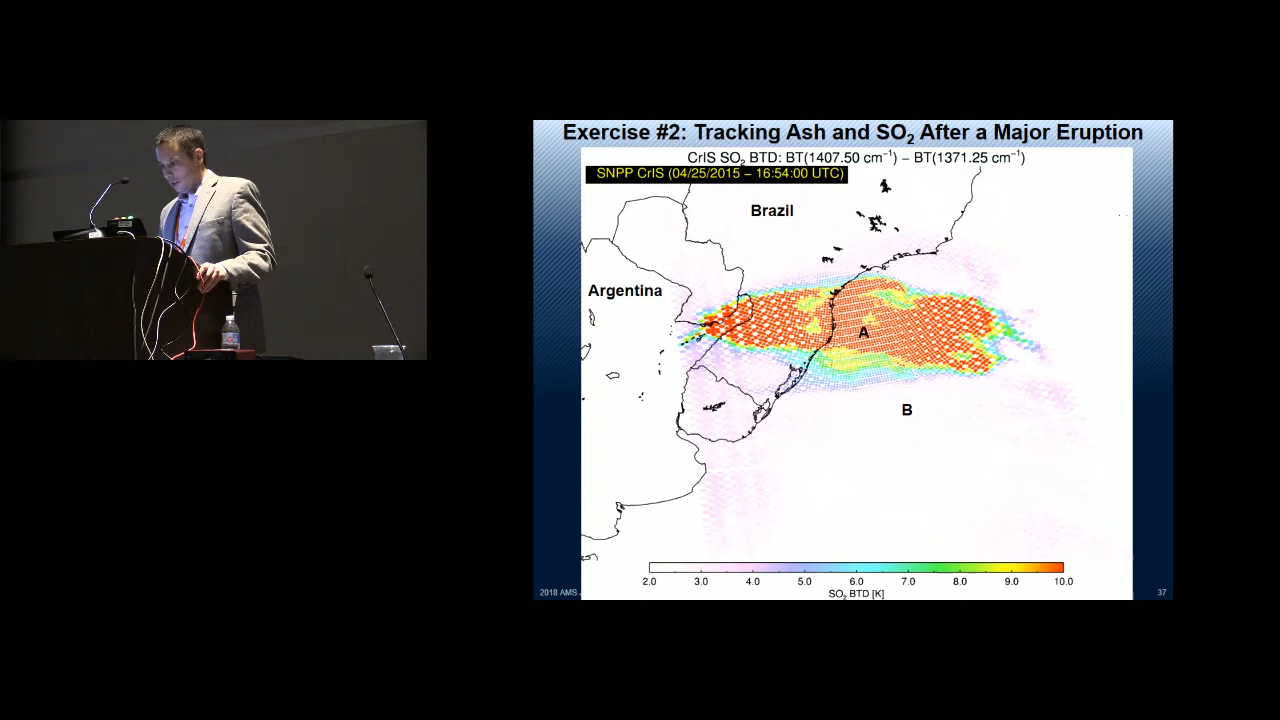 Exercise #2: Tracking Ash and SO₂ After a Major Eruption
CrIS SO₂ BTD: BT(1407.50 cm⁻¹) – BT(1371.25 cm⁻¹)
SNPP CrIS (04/25/2015 – 16:54:00 UTC)
Brazil
Argentina
A
B
2.0 3.0 4.0 5.0 6.0 7.0 8.0 9.0 10.0
SO₂ BTD [K]
2018 AMS
37